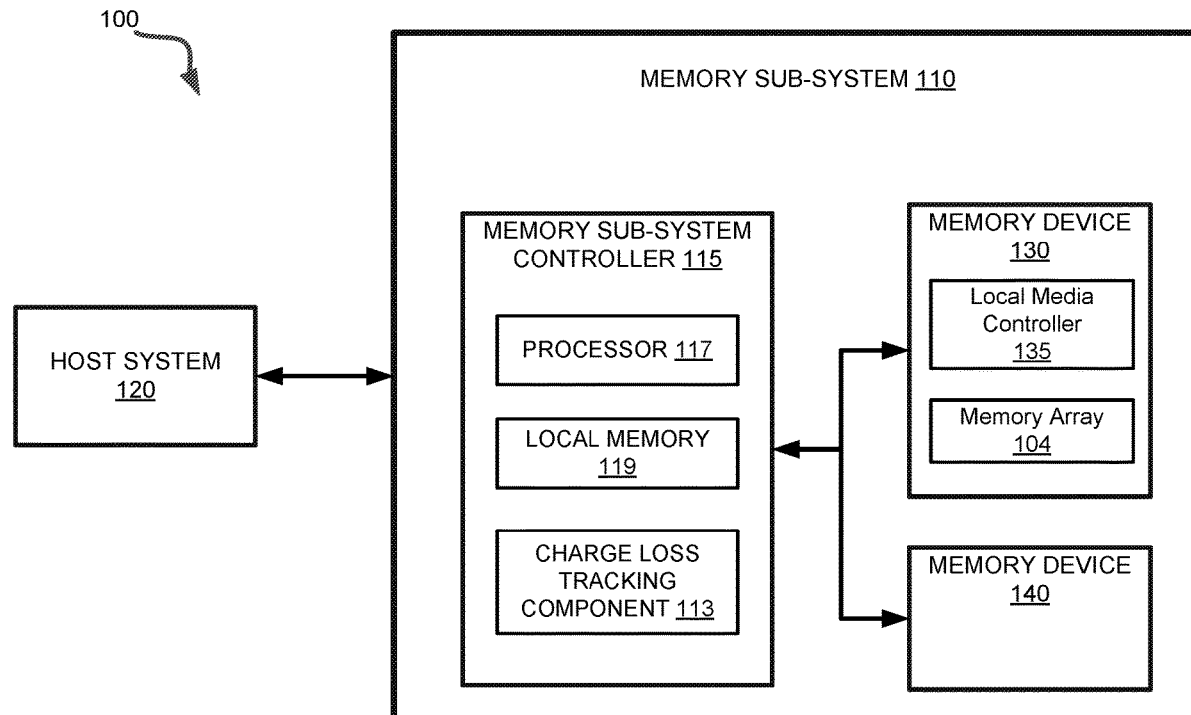 100
MEMORY SUB-SYSTEM 110
MEMORY SUB-SYSTEM
CONTROLLER 115
PROCESSOR 117
LOCAL MEMORY
119
CHARGE LOSS
TRACKING
COMPONENT 113
HOST SYSTEM
120
MEMORY DEVICE
130
Local Media
Controller
135
Memory Array
104
MEMORY DEVICE
140